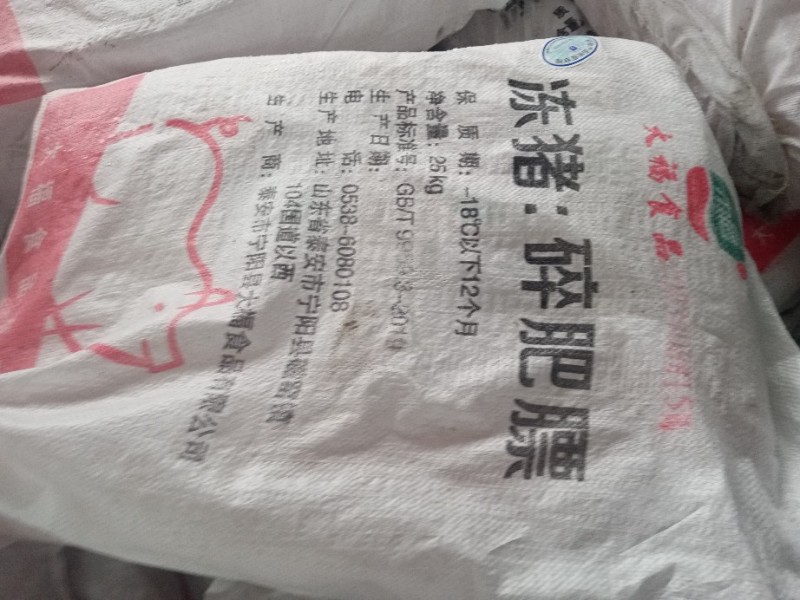 大福食品
冻猪：碎肥膘
保 质 期：-18℃以下12个月
净含量：25kg
产品标准号：GB/T 9959.3-2019
生产日期：
电 话：0538-6080108
生产地址：山东省泰安市宁阳县
104国道以西
生 产 商：泰安市宁阳县大福食品有限公司
大福食品